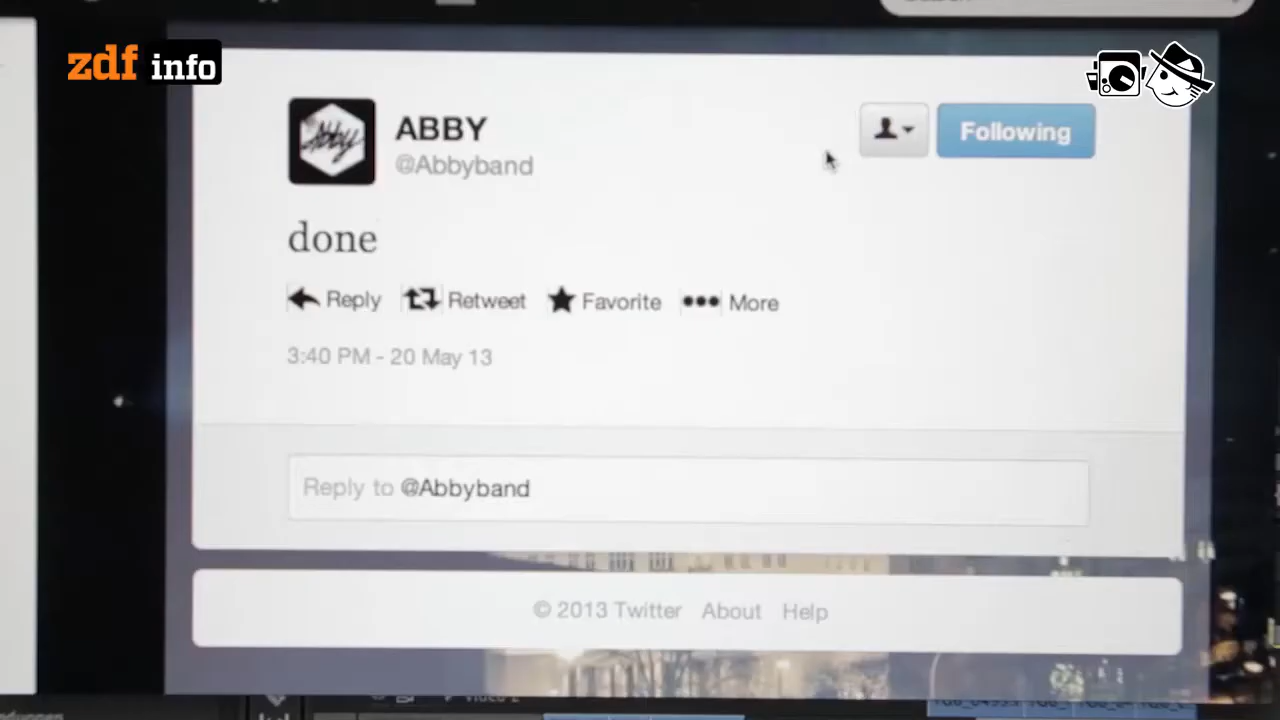 zdf info
Abby
ABBY
@Abbyband
Following
done
Reply Retweet Favorite More
3:40 PM - 20 May 13
Reply to @Abbyband
© 2013 Twitter About Help